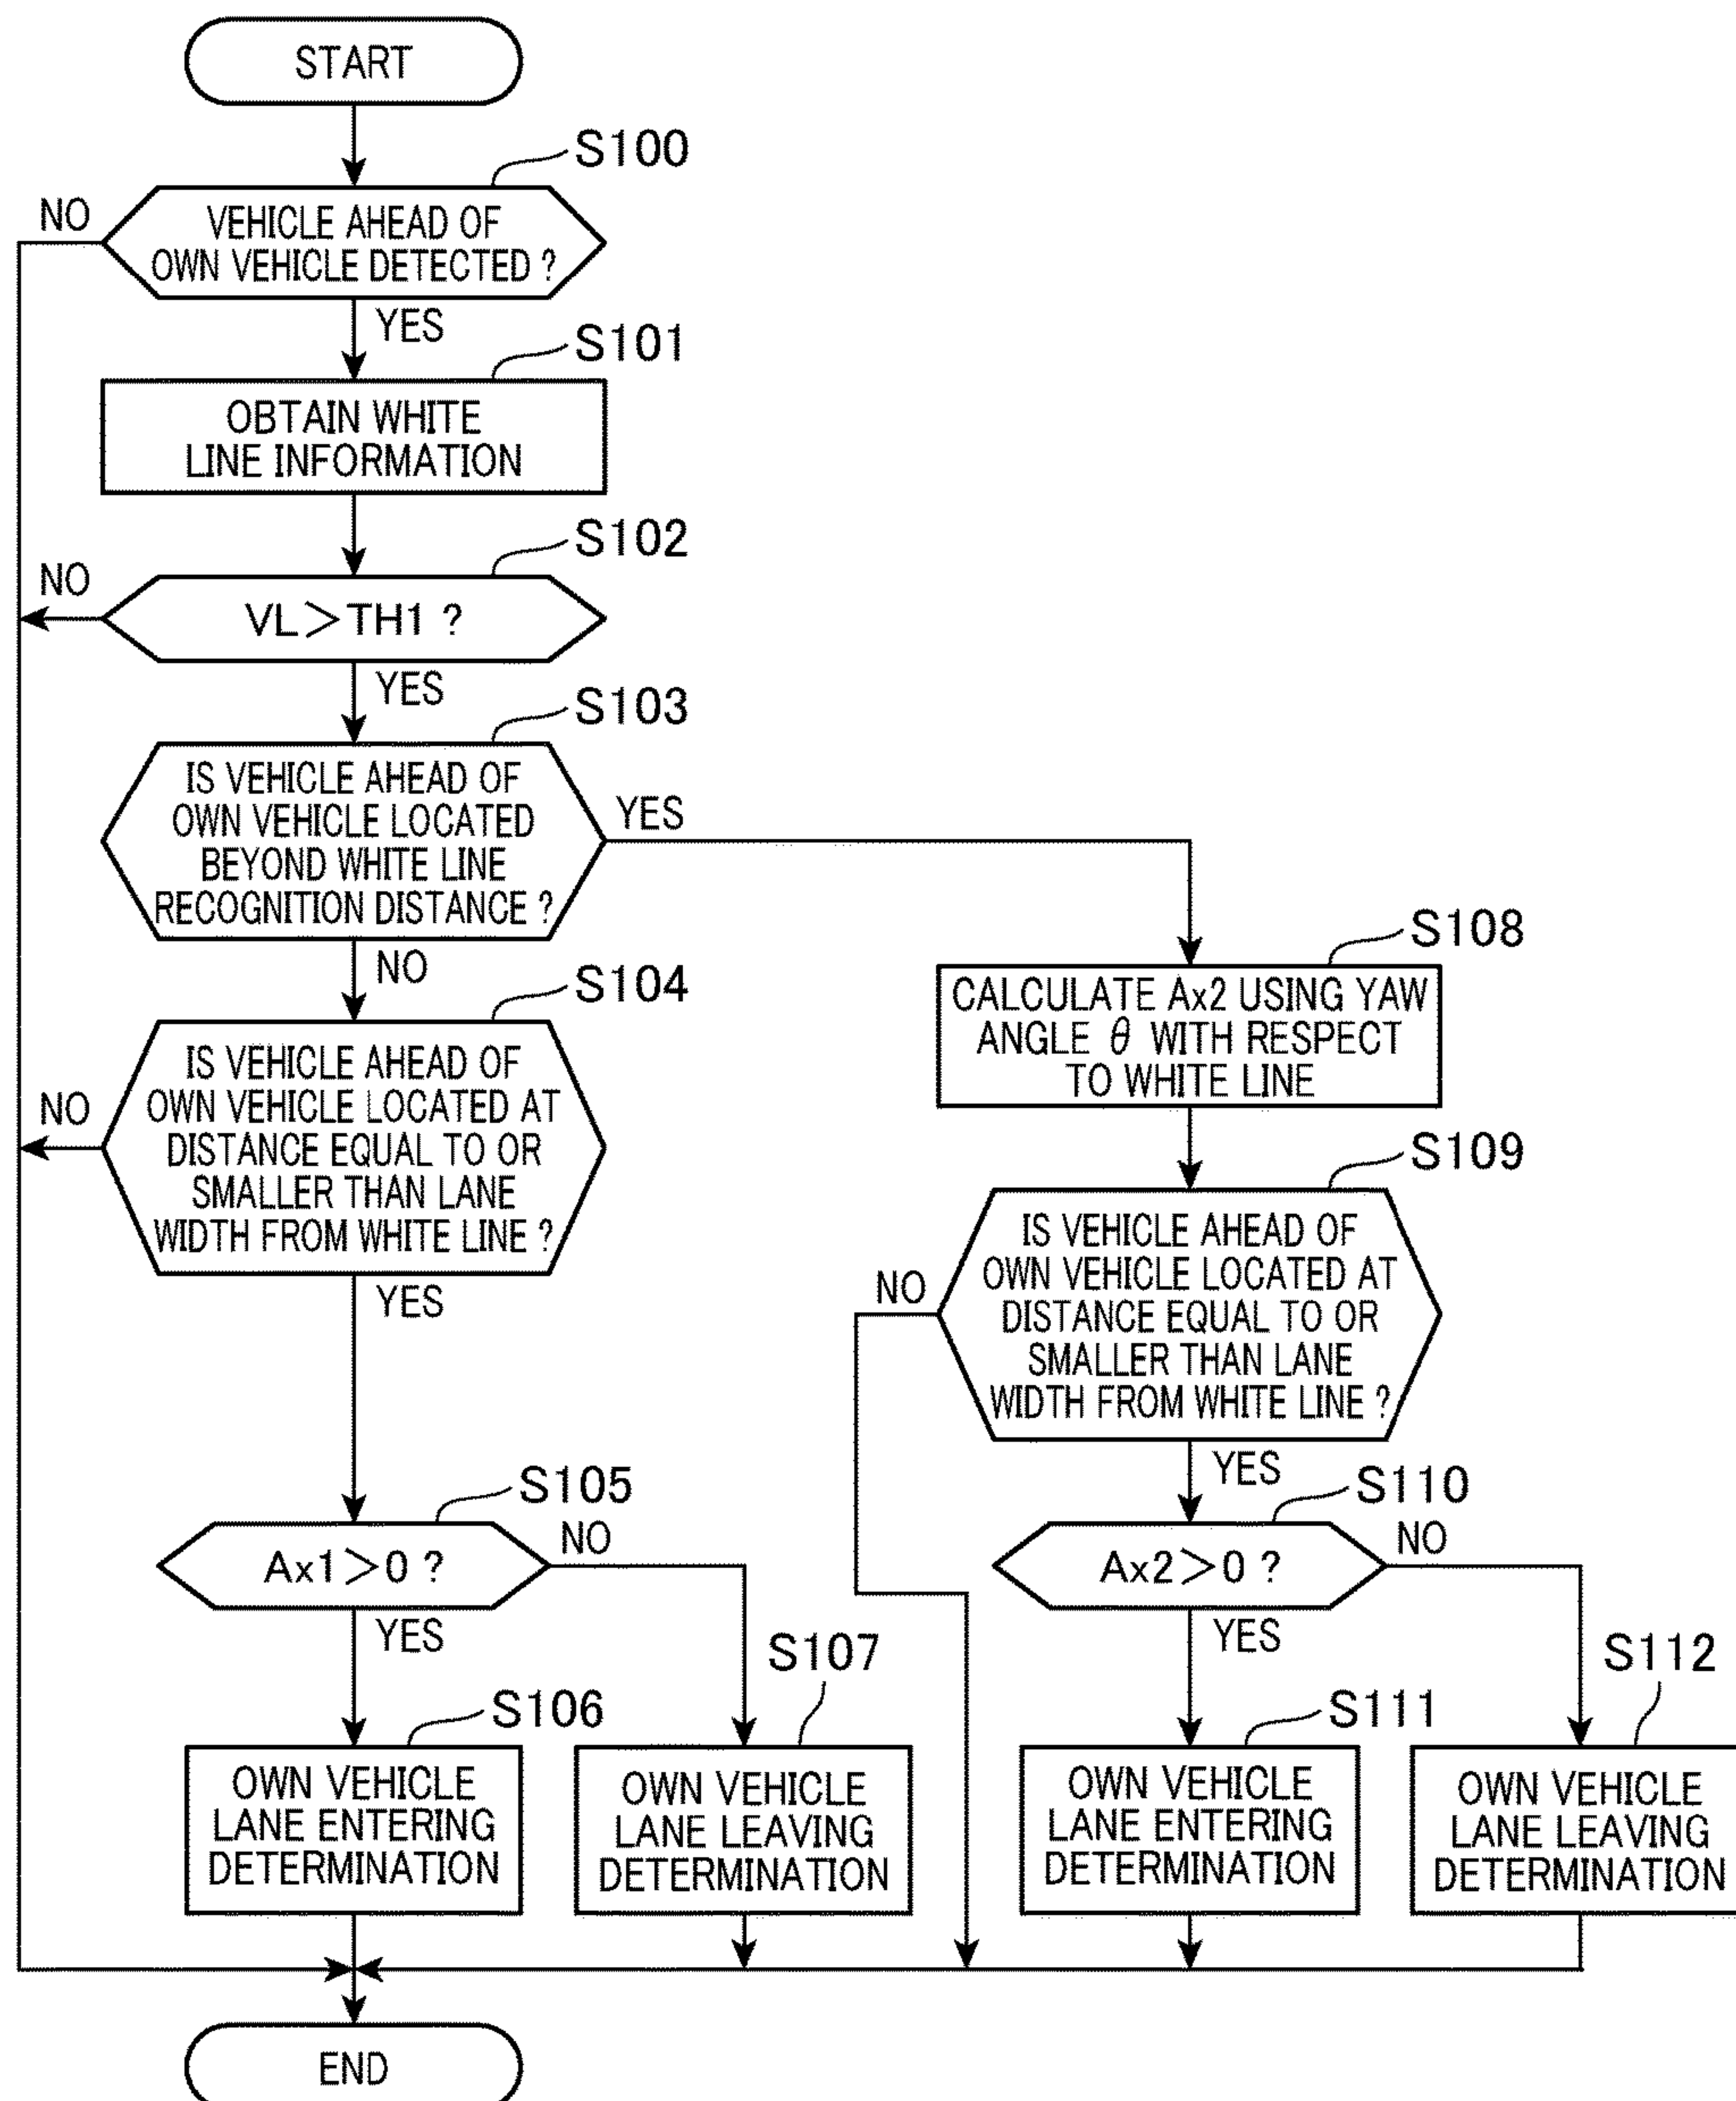 START
S100
NO
VEHICLE AHEAD OF
OWN VEHICLE DETECTED ?
YES
S101
OBTAIN WHITE
LINE INFORMATION
S102
NO
VL>TH1 ?
YES
S103
IS VEHICLE AHEAD OF
OWN VEHICLE LOCATED
BEYOND WHITE LINE
RECOGNITION DISTANCE ?
YES
NO
S104
IS VEHICLE AHEAD OF
OWN VEHICLE LOCATED AT
DISTANCE EQUAL TO OR
SMALLER THAN LANE
WIDTH FROM WHITE LINE ?
NO
YES
S105
Ax1>0 ?
NO
YES
S106
OWN VEHICLE
LANE ENTERING
DETERMINATION
S107
OWN VEHICLE
LANE LEAVING
DETERMINATION
S108
CALCULATE Ax2 USING YAW
ANGLE θ WITH RESPECT
TO WHITE LINE
S109
IS VEHICLE AHEAD OF
OWN VEHICLE LOCATED AT
DISTANCE EQUAL TO OR
SMALLER THAN LANE
WIDTH FROM WHITE LINE ?
NO
YES
S110
Ax2>0 ?
NO
YES
S111
OWN VEHICLE
LANE ENTERING
DETERMINATION
S112
OWN VEHICLE
LANE LEAVING
DETERMINATION
END